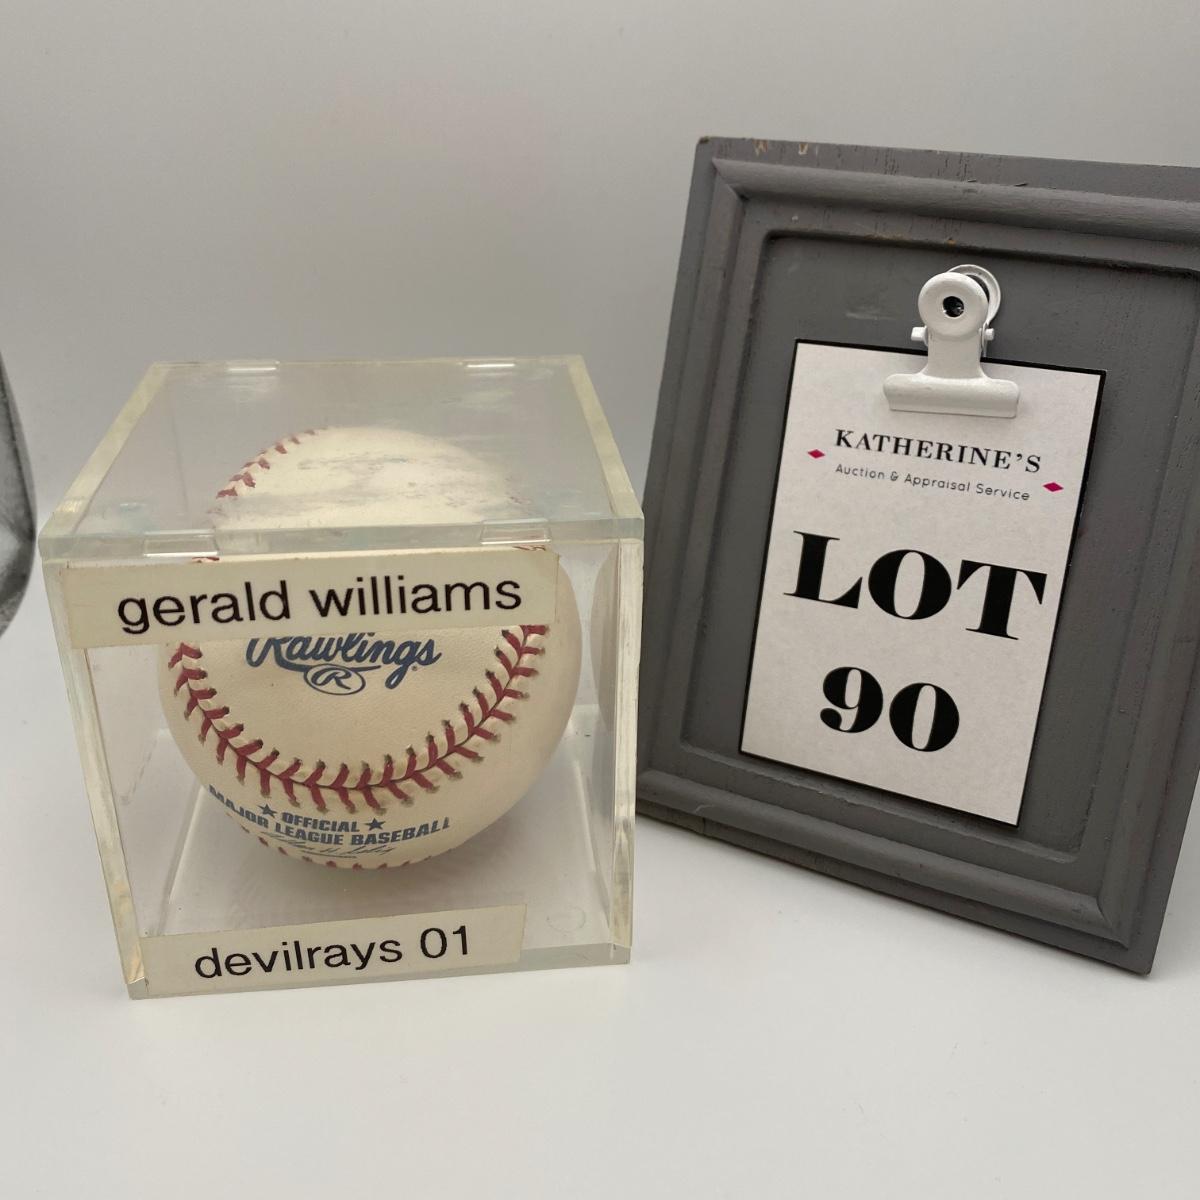 gerald williams
Rawlings
R
OFFICIAL
MAJOR LEAGUE BASEBALL
devilrays 01
KATHERINE'S
Auction & Appraisal Service
LOT
90